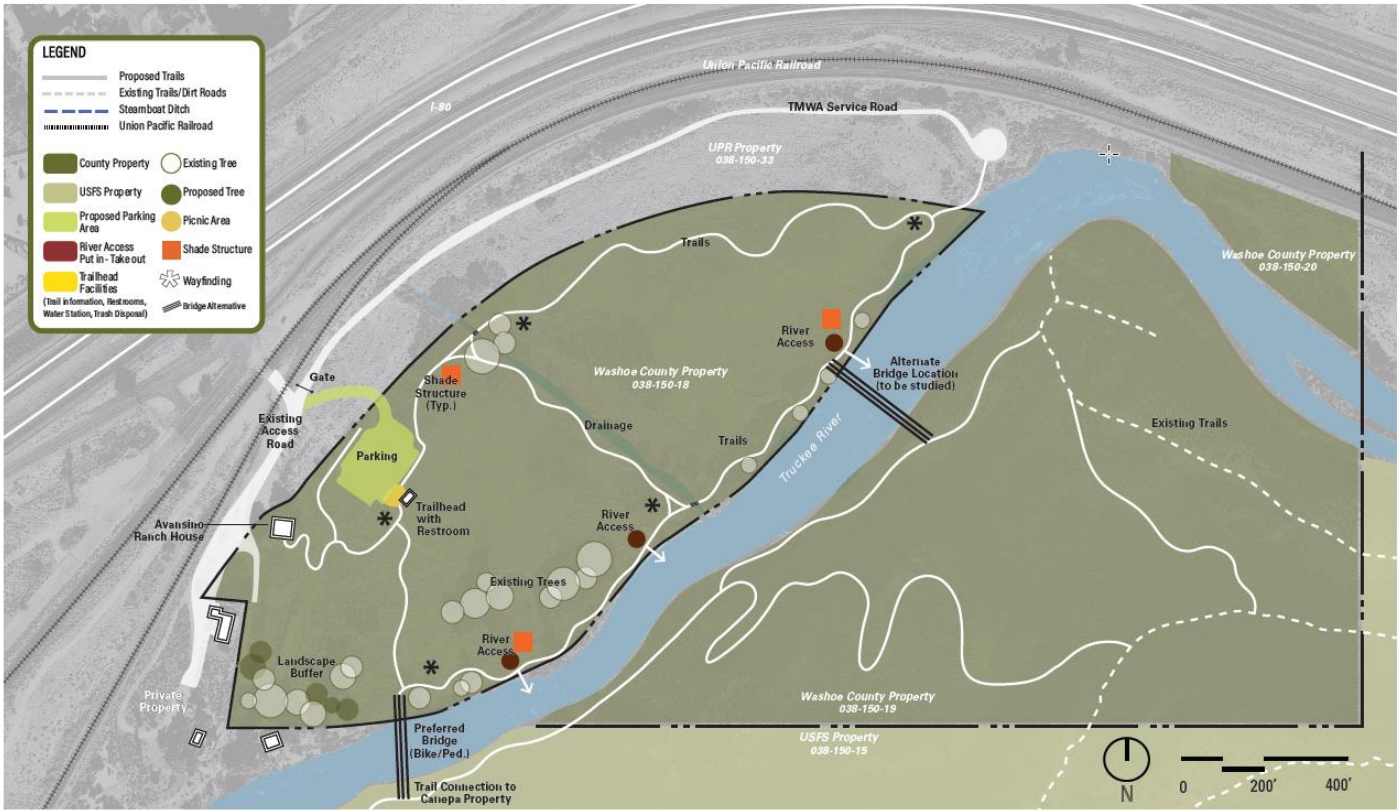 LEGEND
Proposed Trails
Existing Trails/Dirt Roads
Steamboat Ditch
Union Pacific Railroad
County Property
Existing Tree
USFS Property
Proposed Tree
Proposed Parking
Area
Picnic Area
River Access
Put in - Take out
Shade Structure
Trailhead
Facilities
Wayfinding
(Trail information, Restrooms,
Water Station, Trash Disposal)
Bridge Alternative
Union Pacific Railroad
I-80
TMWA Service Road
UPR Property
038-150-33
Trails
Washoe County Property
038-150-20
River
Access
Gate
Shade
Structure
(Typ.)
Washoe County Property
038-150-18
Alternate
Bridge Location
(to be studied)
Existing
Access
Road
Drainage
Trails
Truckee River
Existing Trails
Parking
Trailhead
with
Restroom
Avansino
Ranch House
River
Access
Existing Trees
River
Access
Landscape
Buffer
Private
Property
Washoe County Property
038-150-19
USFS Property
038-150-15
Preferred
Bridge
(Bike/Ped.)
Trail Connection to
Canepa Property
N
0 200' 400'